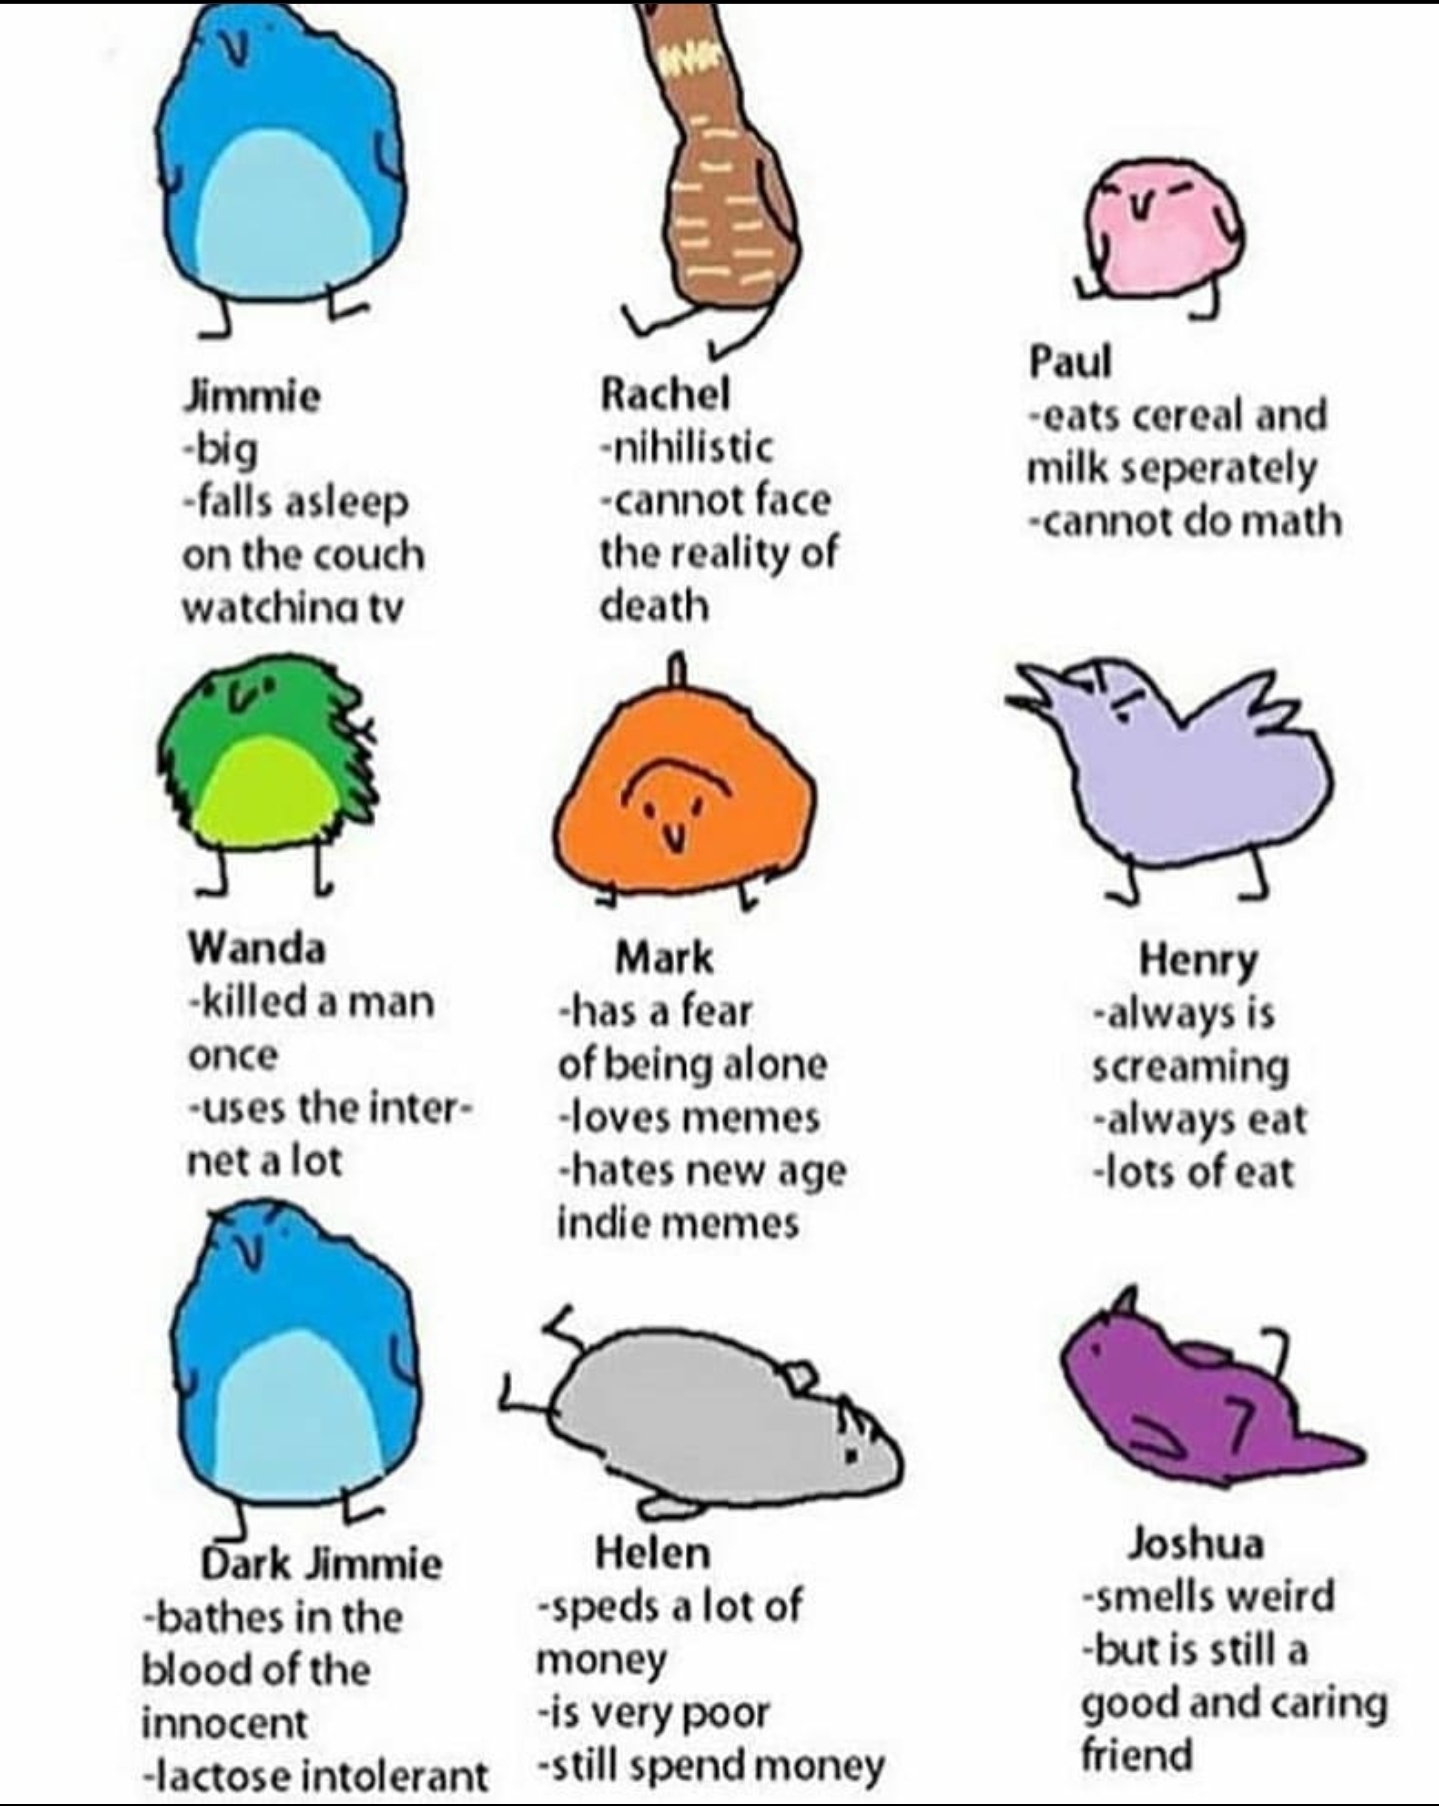 Jimmie
-big
-falls asleep
on the couch
watching tv
Rachel
-nihilistic
-cannot face
the reality of
death
Paul
-eats cereal and
milk seperately
-cannot do math
Wanda
-killed a man
once
-uses the inter-
net a lot
Mark
-has a fear
of being alone
-loves memes
-hates new age
indie memes
Henry
-always is
screaming
-always eat
-lots of eat
Dark Jimmie
-bathes in the
blood of the
innocent
-lactose intolerant
Helen
-speds a lot of
money
-is very poor
-still spend money
Joshua
-smells weird
-but is still a
good and caring
friend